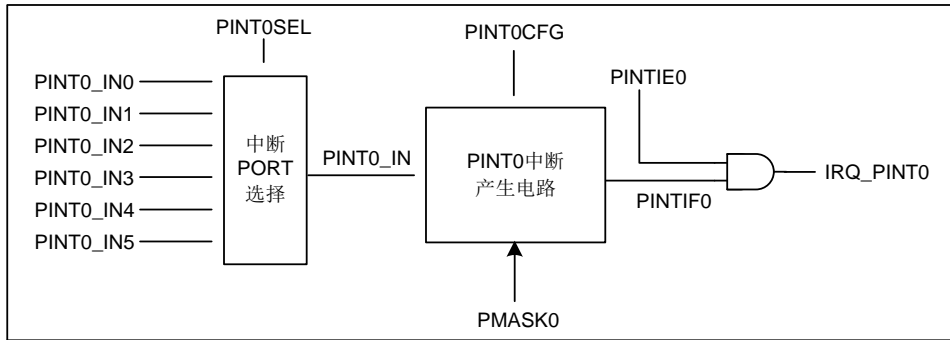 PINT0SEL
PINT0CFG
PINT0_IN0
PINT0_IN1
PINT0_IN2
PINT0_IN3
PINT0_IN4
PINT0_IN5
中断
PORT
选择
PINT0_IN
PINT0中断
产生电路
PINTIE0
PINTIF0
IRQ_PINT0
PMASK0